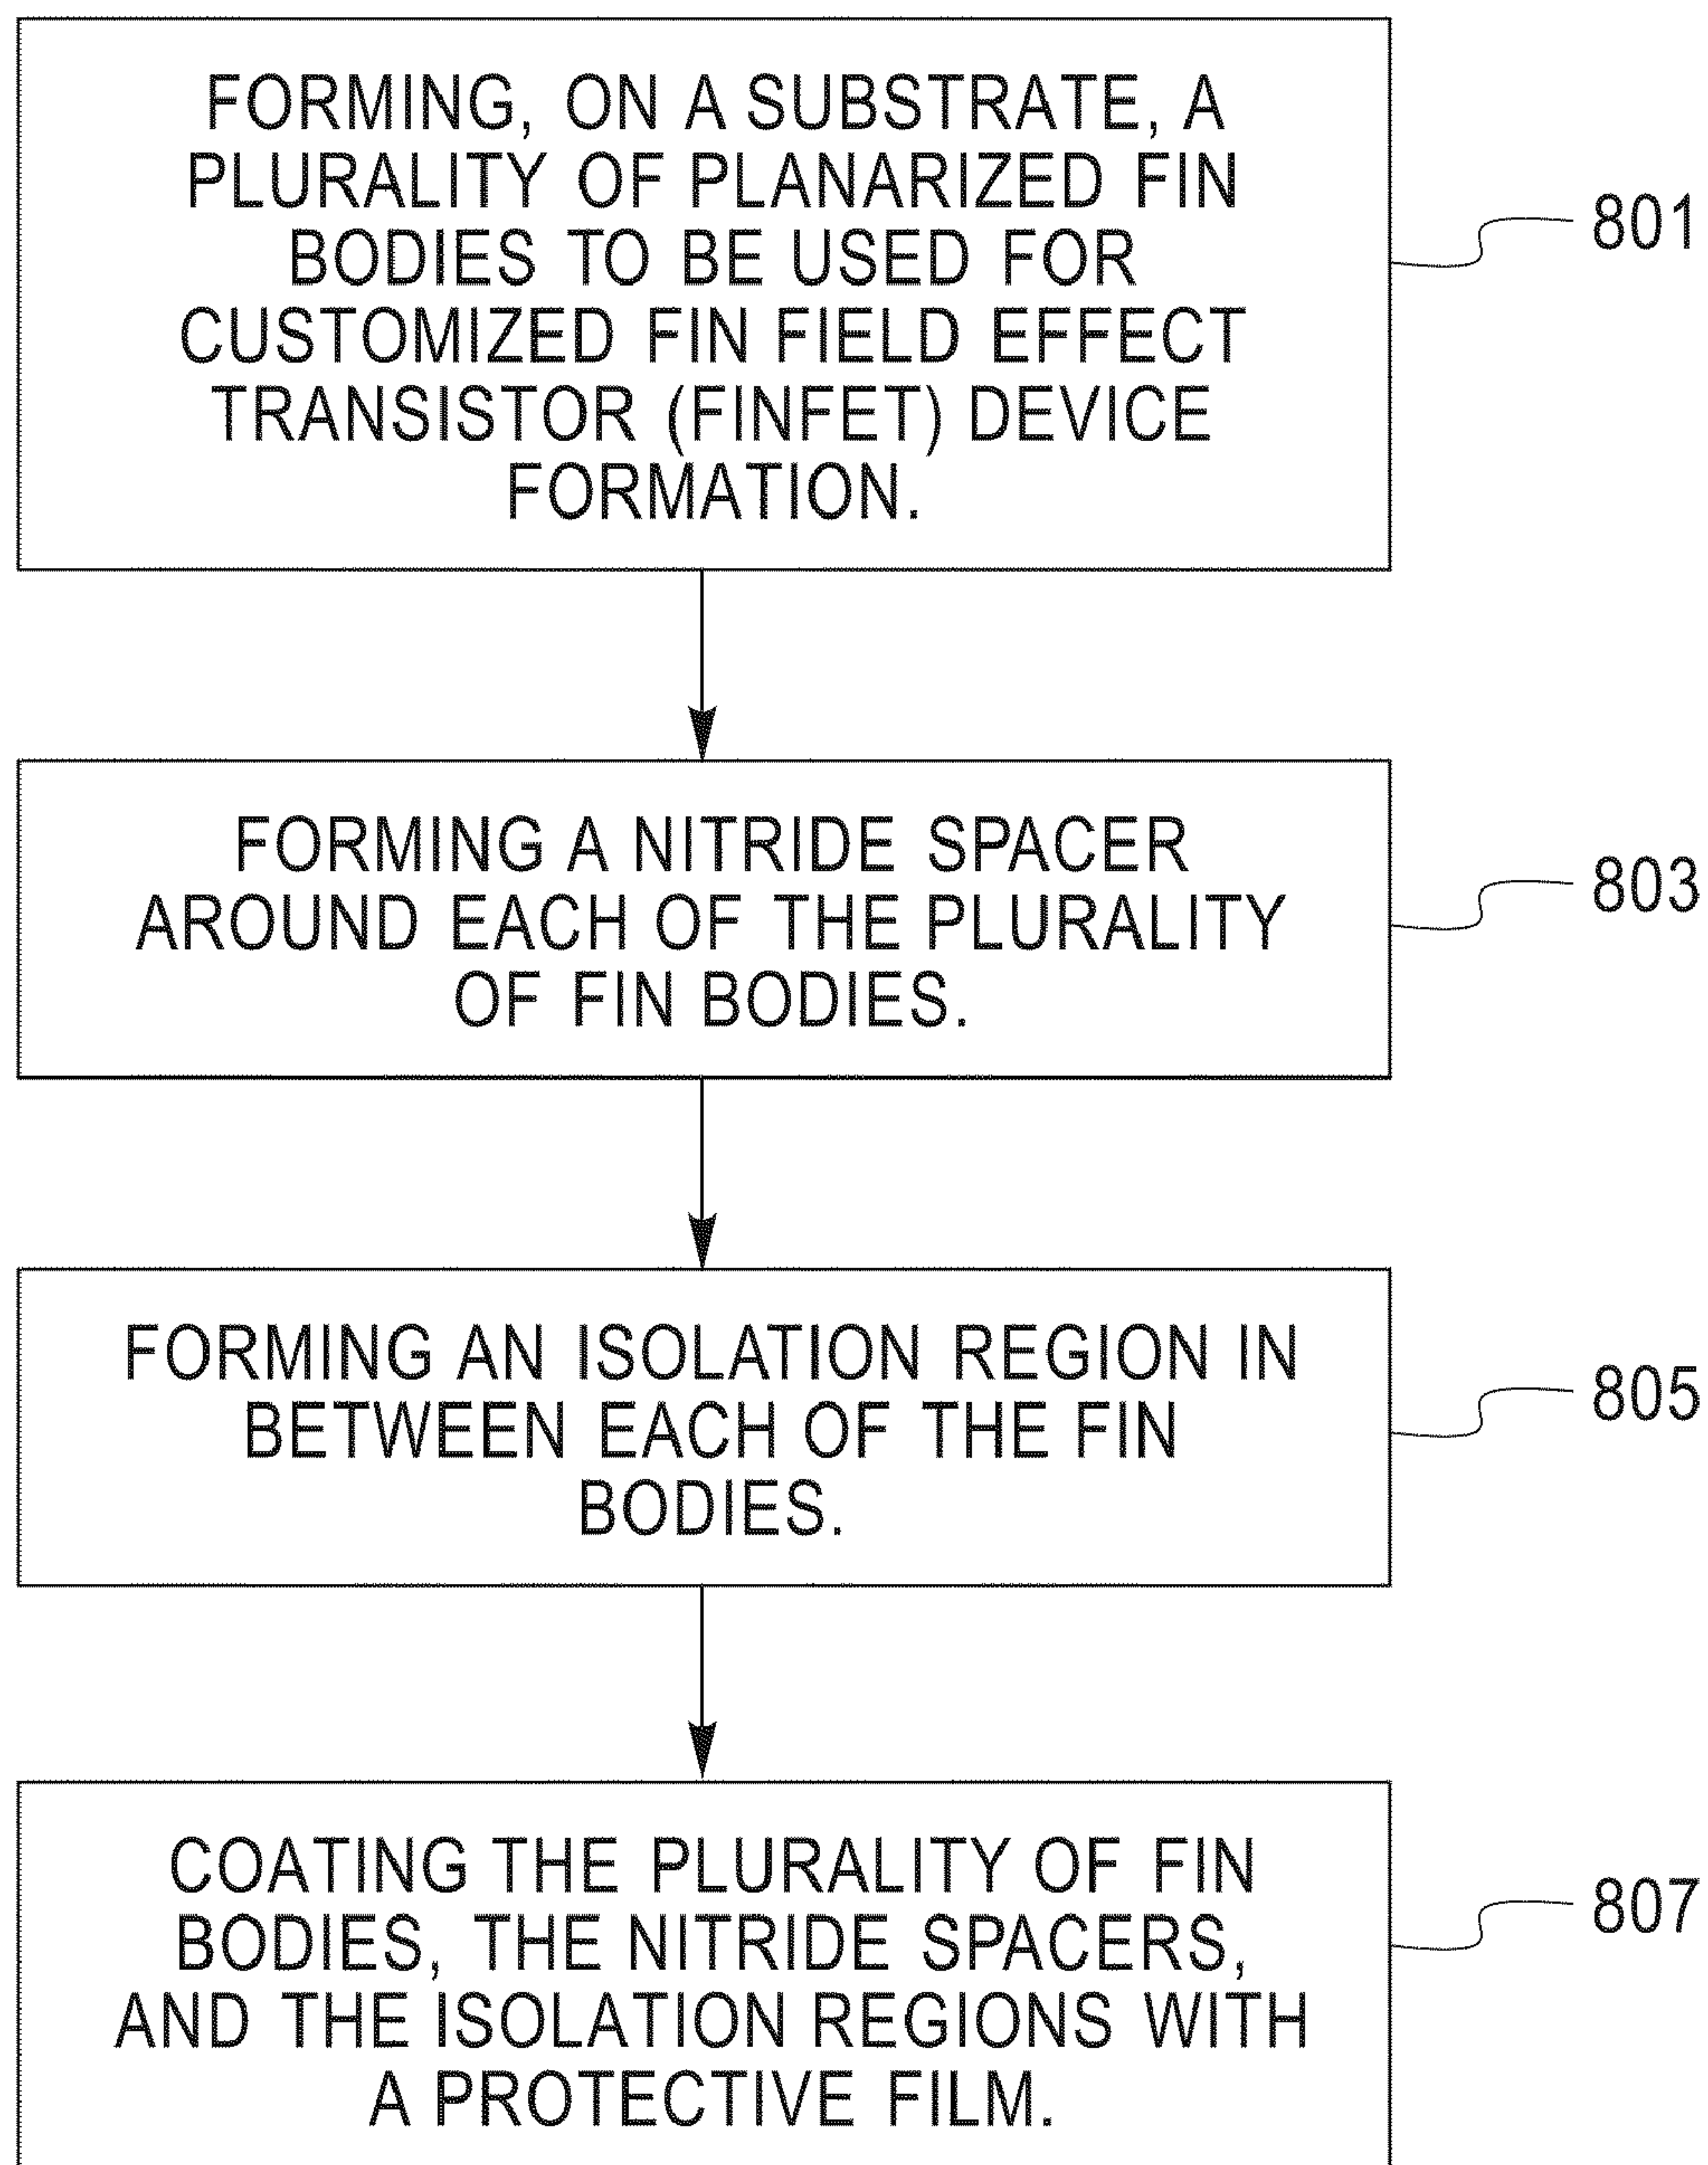 FORMING, ON A SUBSTRATE, A
PLURALITY OF PLANARIZED FIN
BODIES TO BE USED FOR
CUSTOMIZED FIN FIELD EFFECT
TRANSISTOR (FINFET) DEVICE
FORMATION.
801
FORMING A NITRIDE SPACER
AROUND EACH OF THE PLURALITY
OF FIN BODIES.
803
FORMING AN ISOLATION REGION IN
BETWEEN EACH OF THE FIN
BODIES.
805
COATING THE PLURALITY OF FIN
BODIES, THE NITRIDE SPACERS,
AND THE ISOLATION REGIONS WITH
A PROTECTIVE FILM.
807